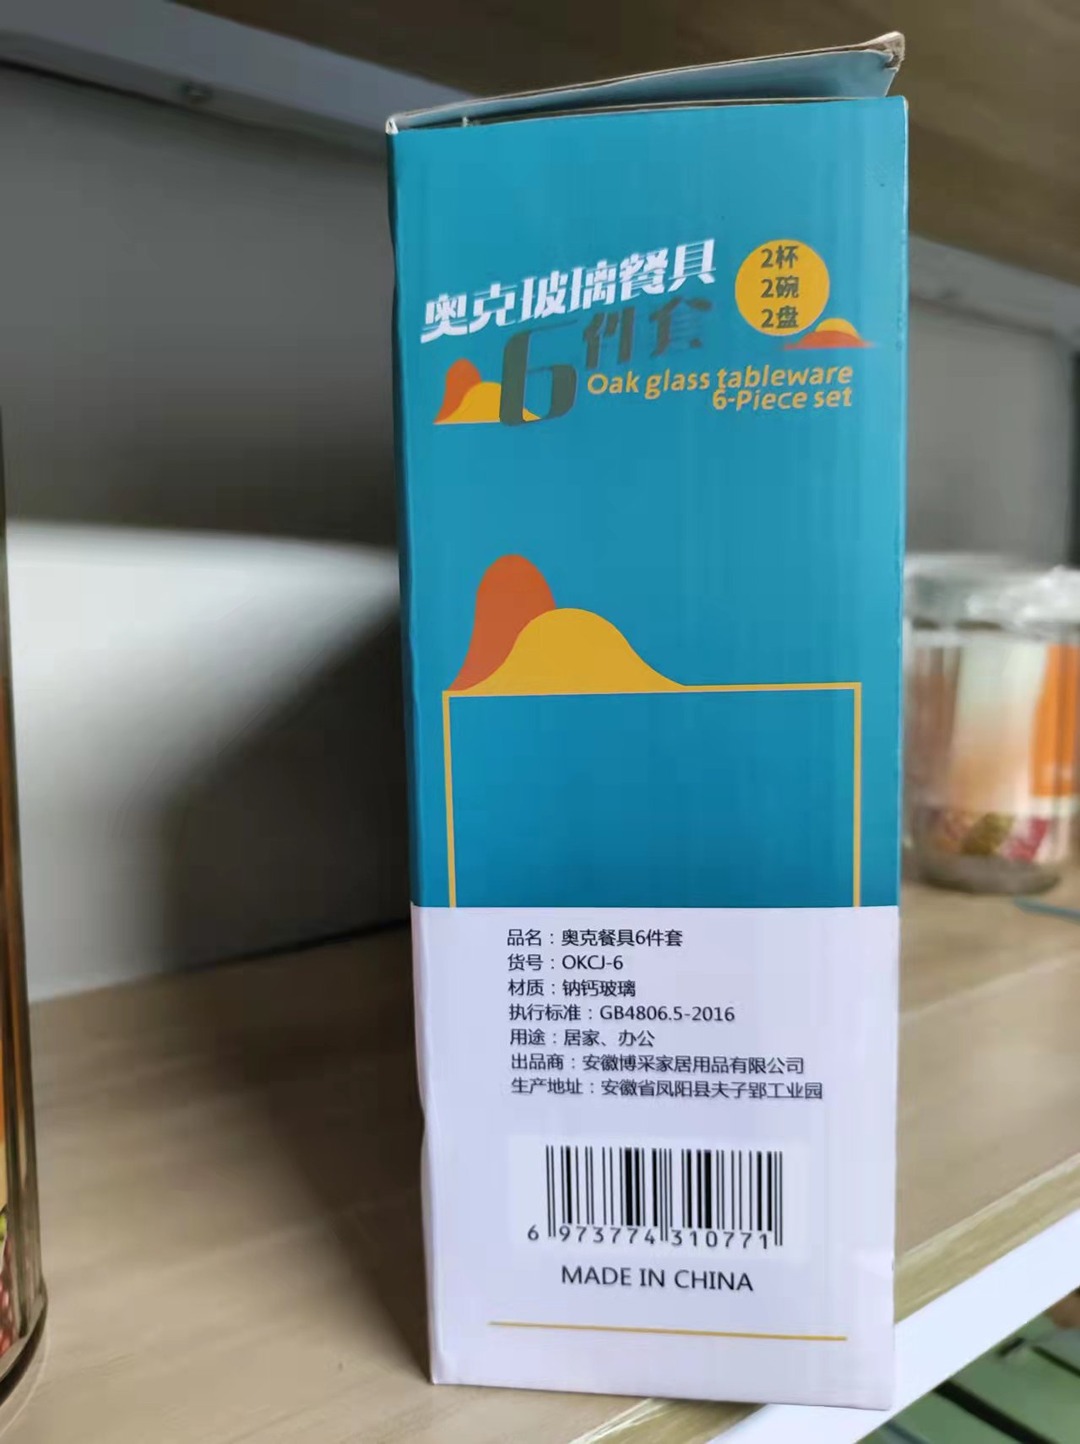 奥克玻璃餐具
6件套
2杯
2碗
2盘
Oak glass tableware
6-Piece set
品名：奥克餐具6件套
货号：OKCJ-6
材质：钠钙玻璃
执行标准：GB4806.5-2016
用途：居家、办公
出品商：安徽博采家居用品有限公司
生产地址：安徽省凤阳县夫子郢工业园
6 973774 310771
MADE IN CHINA